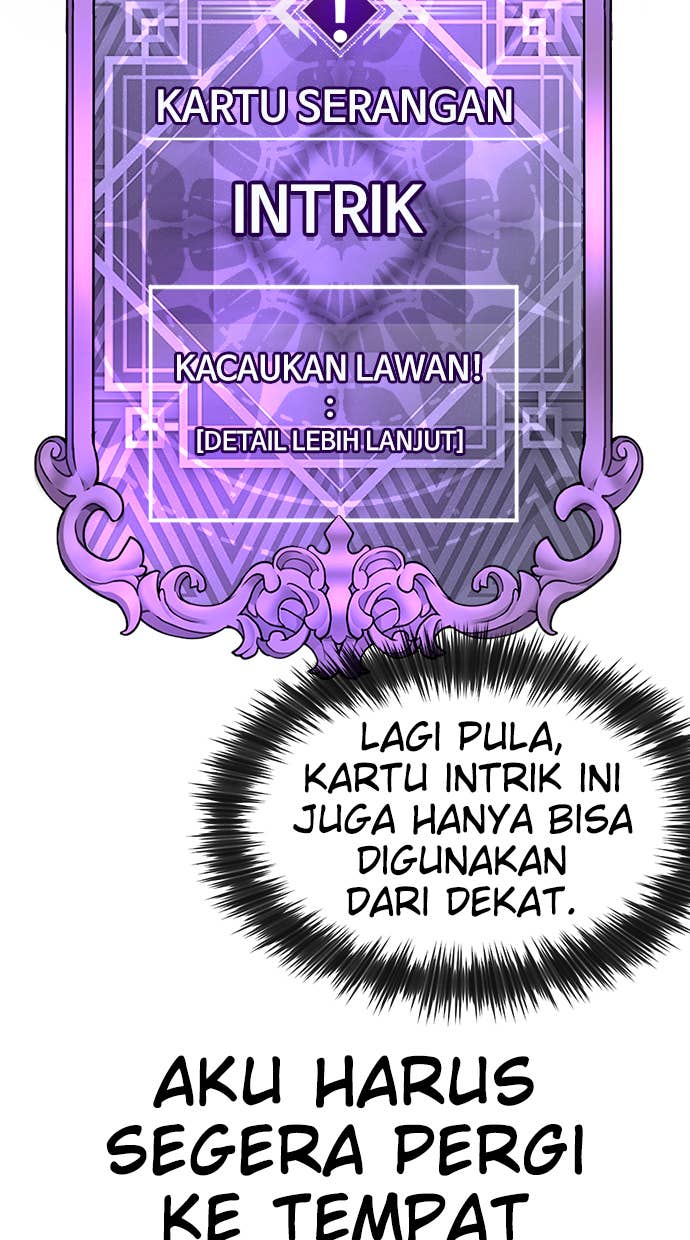 !
KARTU SERANGAN
INTRIK
KACAUKAN LAWAN!
:
[DETAIL LEBIH LANJUT]
LAGI PULA,
KARTU INTRIK INI
JUGA HANYA BISA
DIGUNAKAN
DARI DEKAT.
AKU HARUS
SEGERA PERGI
KE TEMPAT